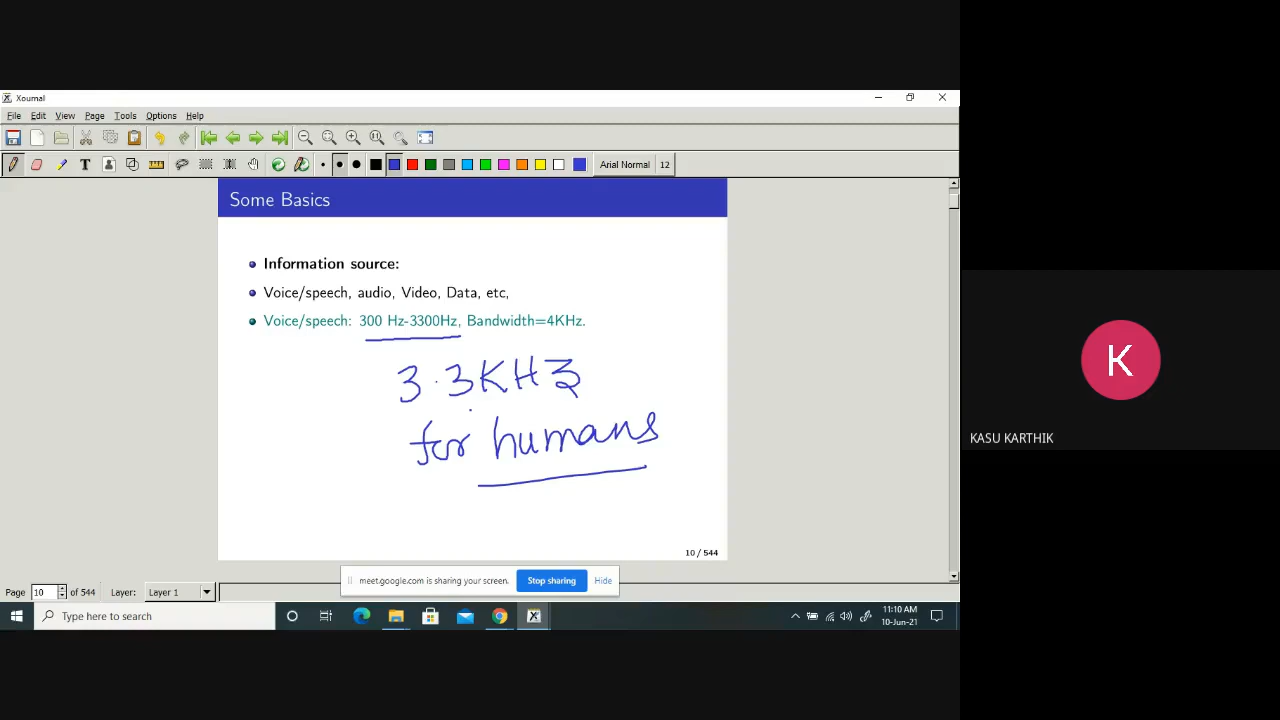 Xournal
File Edit View Page Tools Options Help
Arial Normal 12
Some Basics
Information source:
Voice/speech, audio, Video, Data, etc,
Voice/speech: 300 Hz-3300Hz, Bandwidth=4KHz.
3.3KHz
for humans
10 / 544
K
KASU KARTHIK
meet.google.com is sharing your screen. Stop sharing Hide
Page 10 of 544 Layer: Layer 1
Type here to search
11:10 AM
10-Jun-21